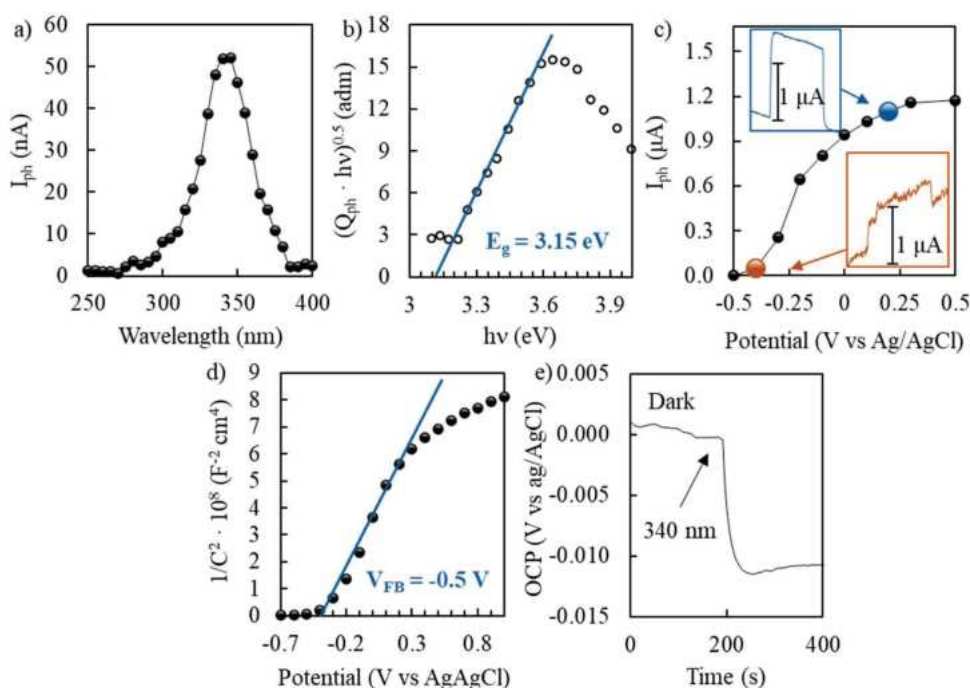 a)
60
50
40
30
20
10
0
I_ph (nA)
250 300 350 400
Wavelength (nm)
b)
18
15
12
9
6
3
0
(Q_ph · hν)^0.5 (adm)
E_g = 3.15 eV
3 3.3 3.6 3.9
hν (eV)
c)
1.5
1.2
0.9
0.6
0.3
0.0
I_ph (μA)
1 μA
1 μA
-0.5 -0.25 0 0.25 0.5
Potential (V vs Ag/AgCl)
d)
9
8
7
6
5
4
3
2
1
0
1/C² · 10⁸ (F⁻² cm⁴)
V_FB = -0.5 V
-0.7 -0.2 0.3 0.8
Potential (V vs AgAgCl)
e)
0.005
0.000
-0.005
-0.010
-0.015
OCP (V vs ag/AgCl)
Dark
340 nm
0 200 400
Time (s)